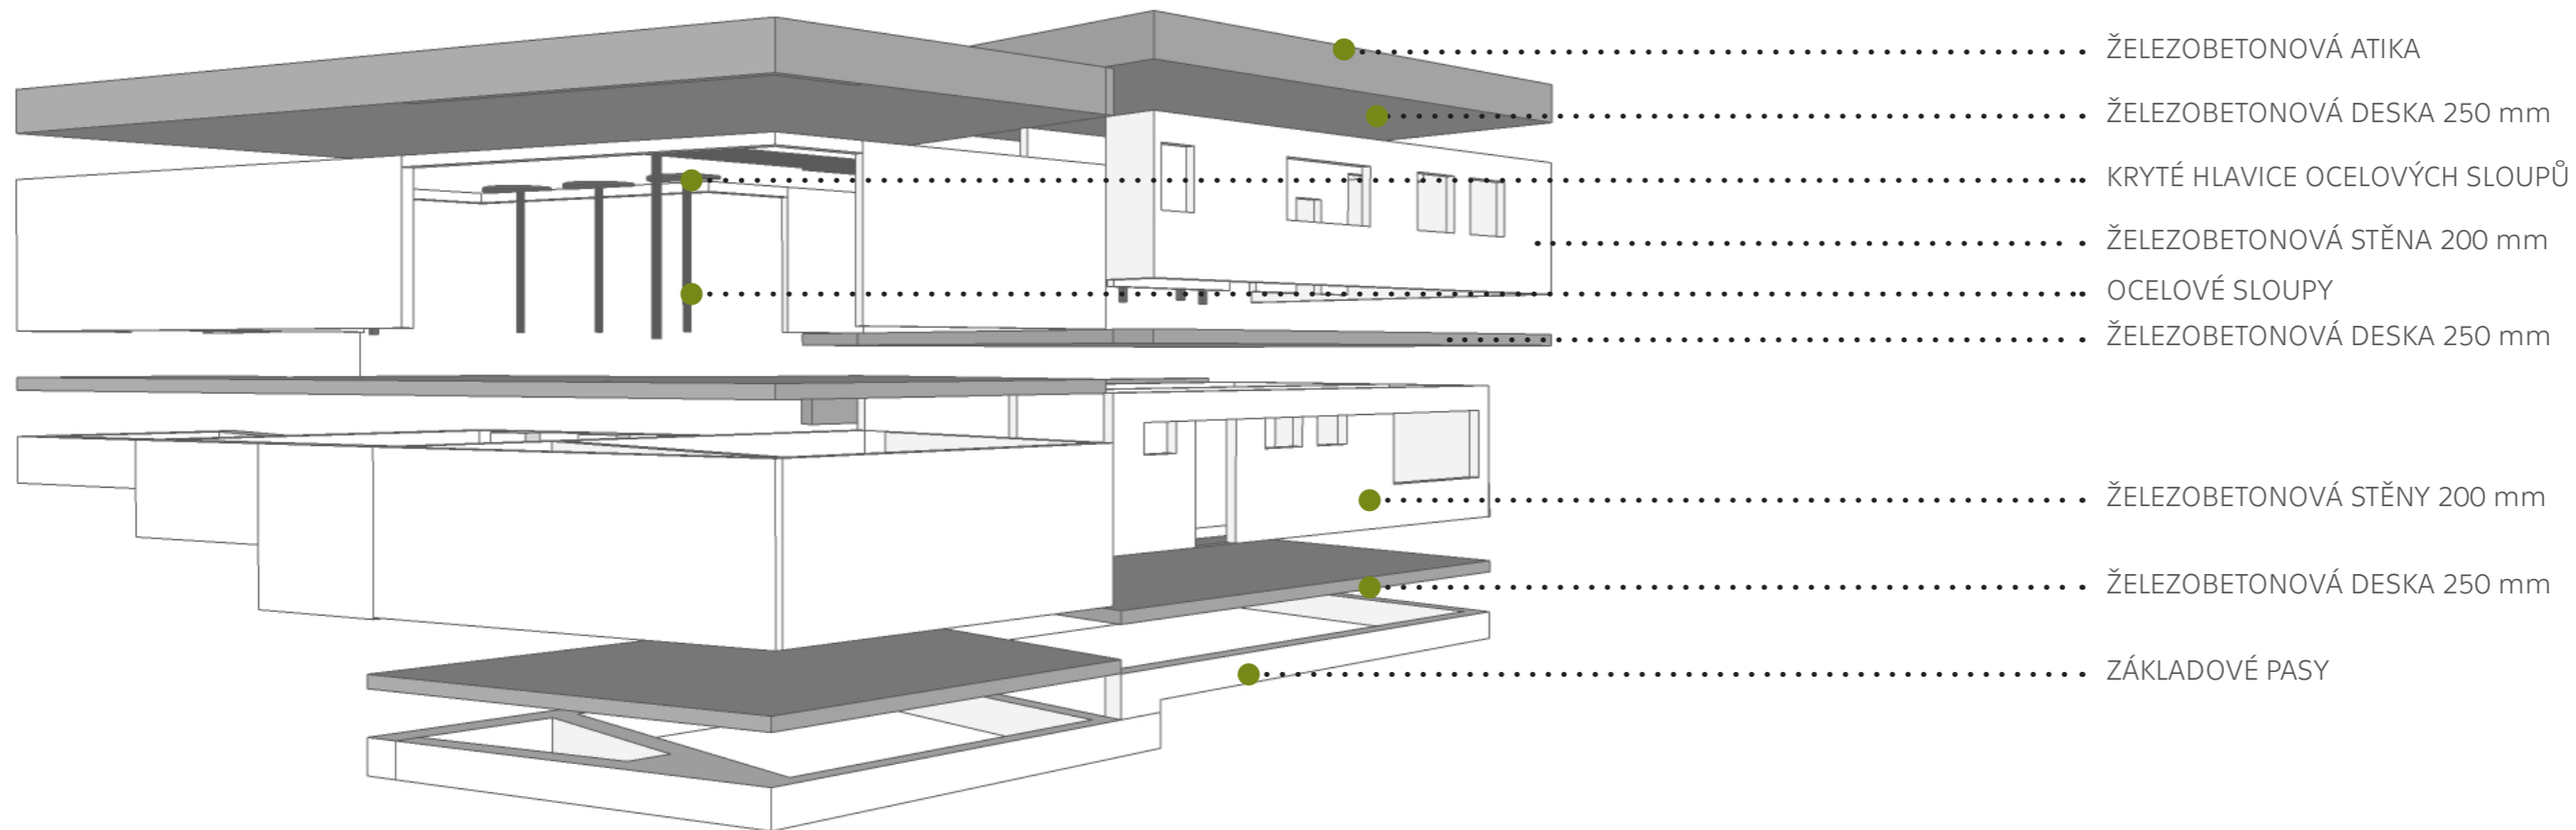 ŽELEZOBETONOVÁ ATIKA
ŽELEZOBETONOVÁ DESKA 250 mm
KRYTÉ HLAVICE OCELOVÝCH SLOUPŮ
ŽELEZOBETONOVÁ STĚNA 200 mm
OCELOVÉ SLOUPY
ŽELEZOBETONOVÁ DESKA 250 mm
ŽELEZOBETONOVÁ STĚNY 200 mm
ŽELEZOBETONOVÁ DESKA 250 mm
ZÁKLADOVÉ PASY